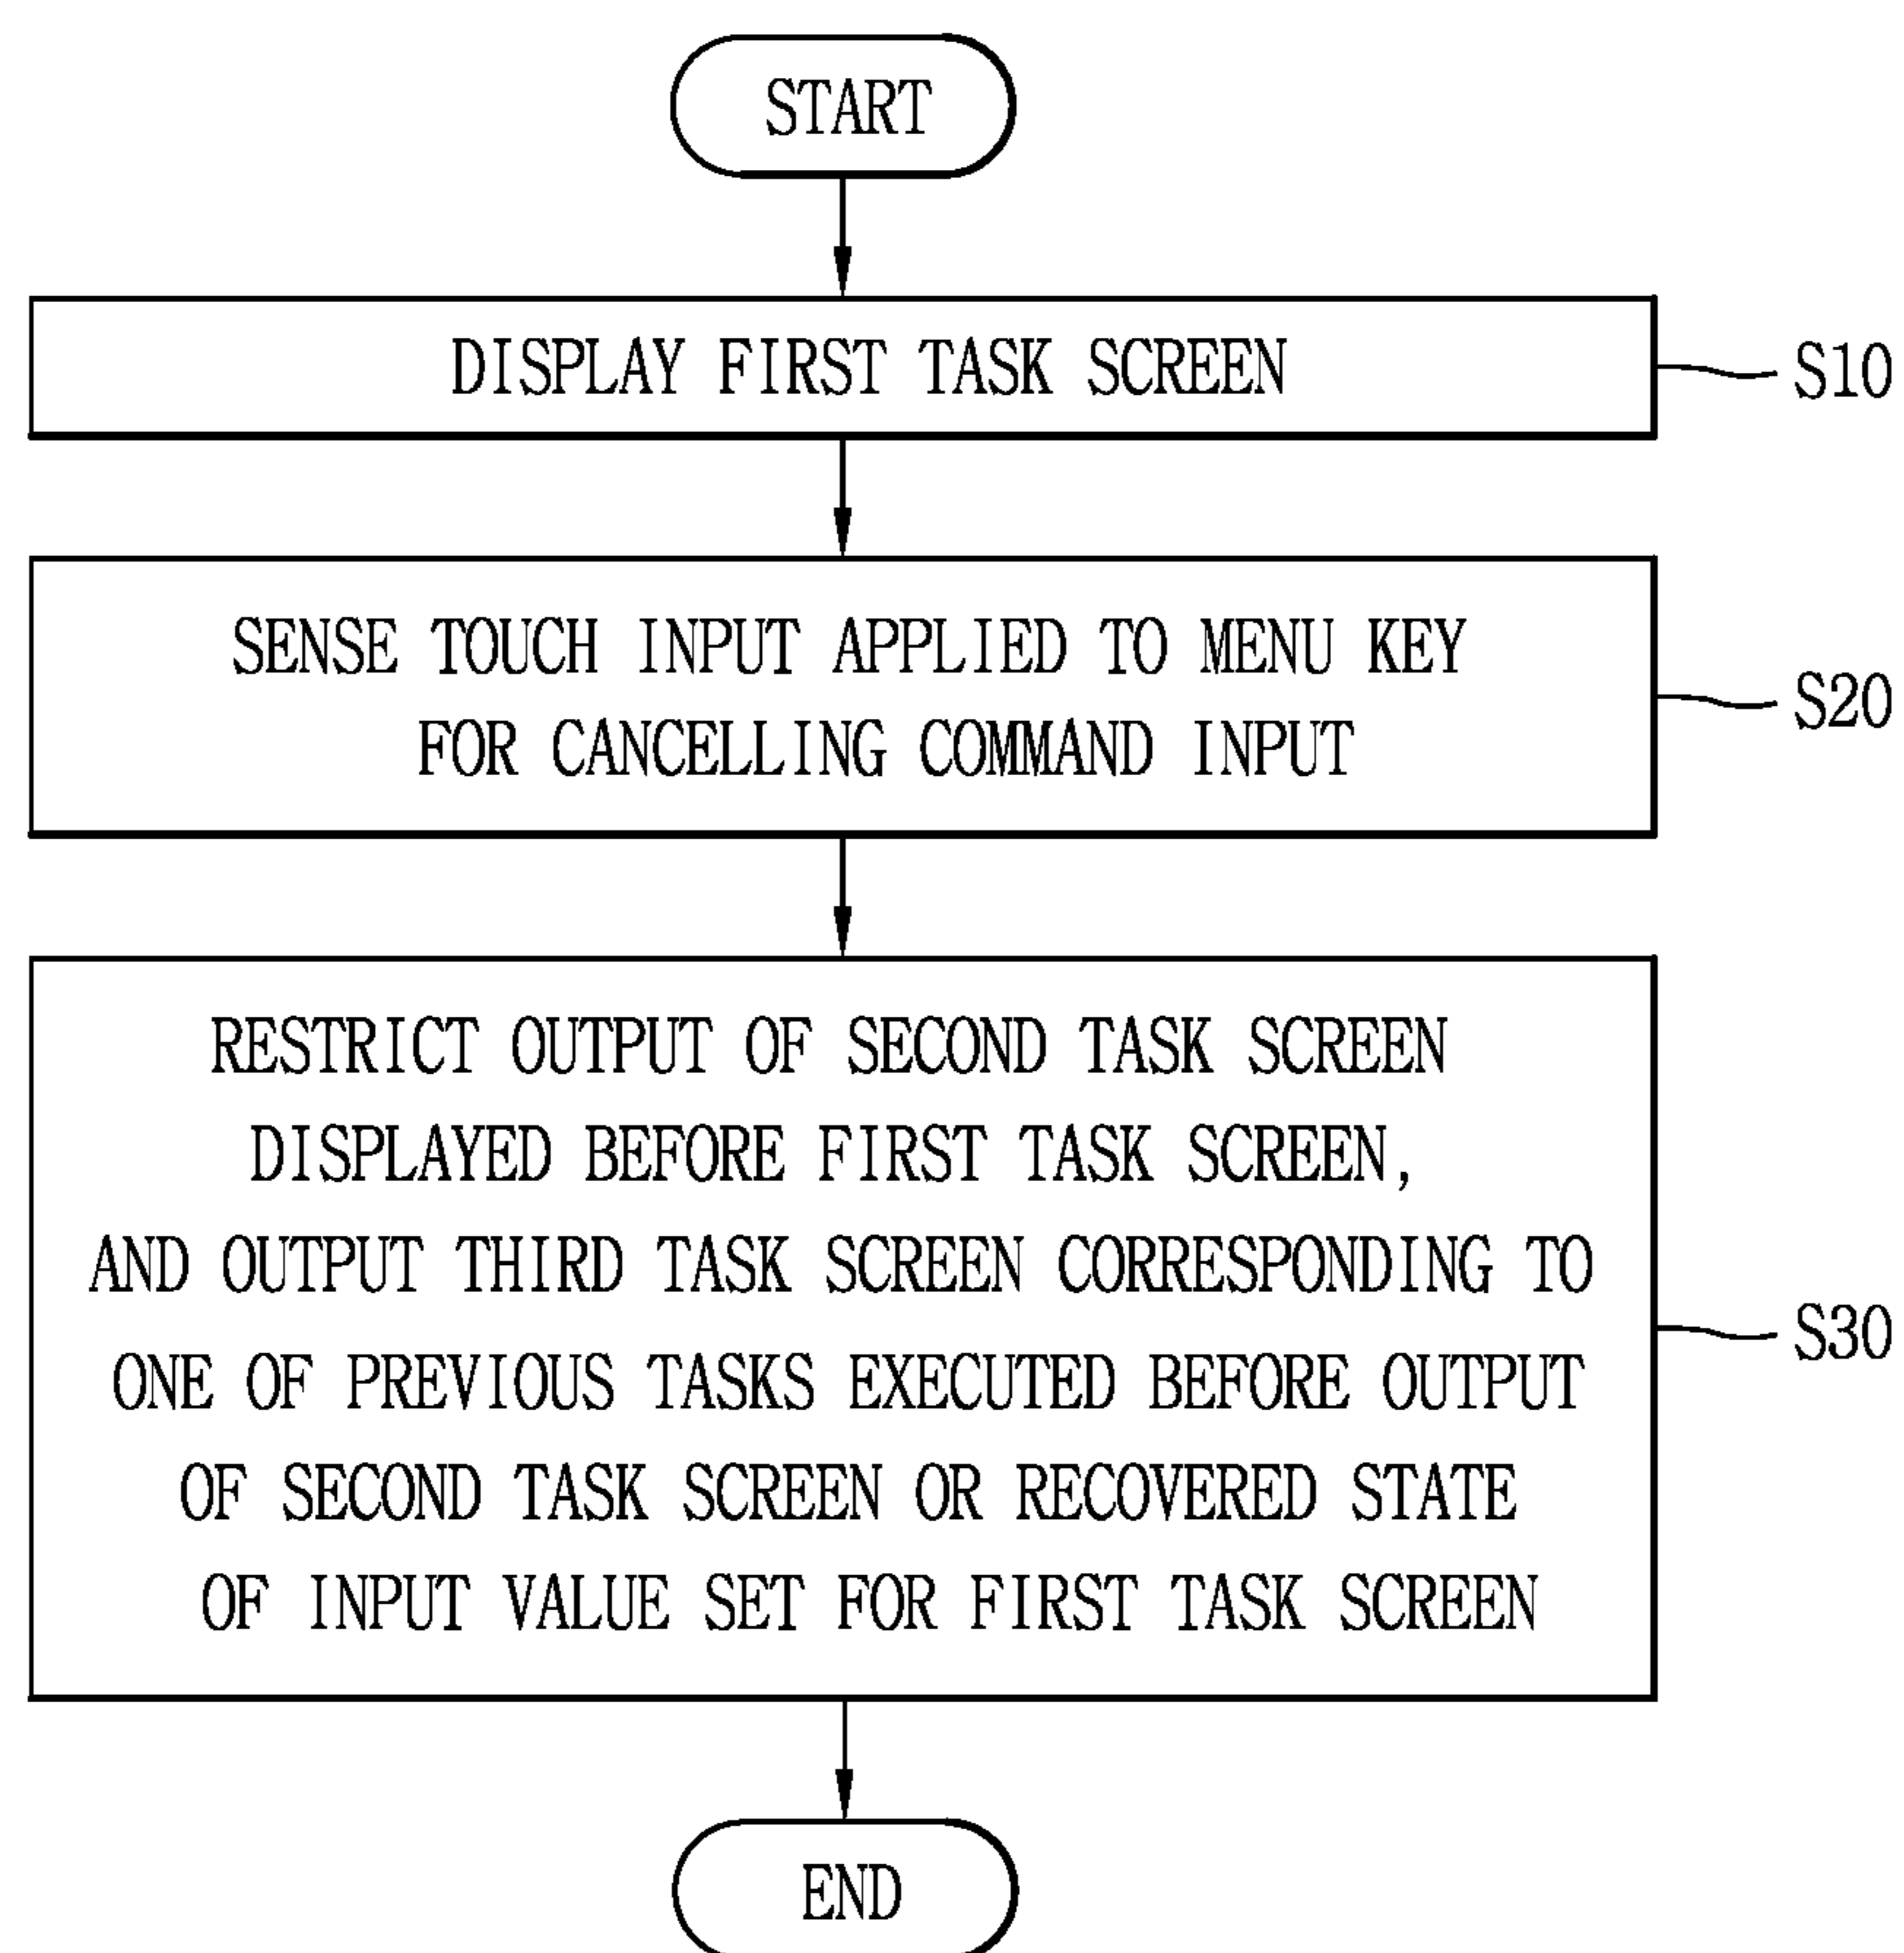 START
DISPLAY FIRST TASK SCREEN
S10
SENSE TOUCH INPUT APPLIED TO MENU KEY
FOR CANCELLING COMMAND INPUT
S20
RESTRICT OUTPUT OF SECOND TASK SCREEN
DISPLAYED BEFORE FIRST TASK SCREEN,
AND OUTPUT THIRD TASK SCREEN CORRESPONDING TO
ONE OF PREVIOUS TASKS EXECUTED BEFORE OUTPUT
OF SECOND TASK SCREEN OR RECOVERED STATE
OF INPUT VALUE SET FOR FIRST TASK SCREEN
S30
END